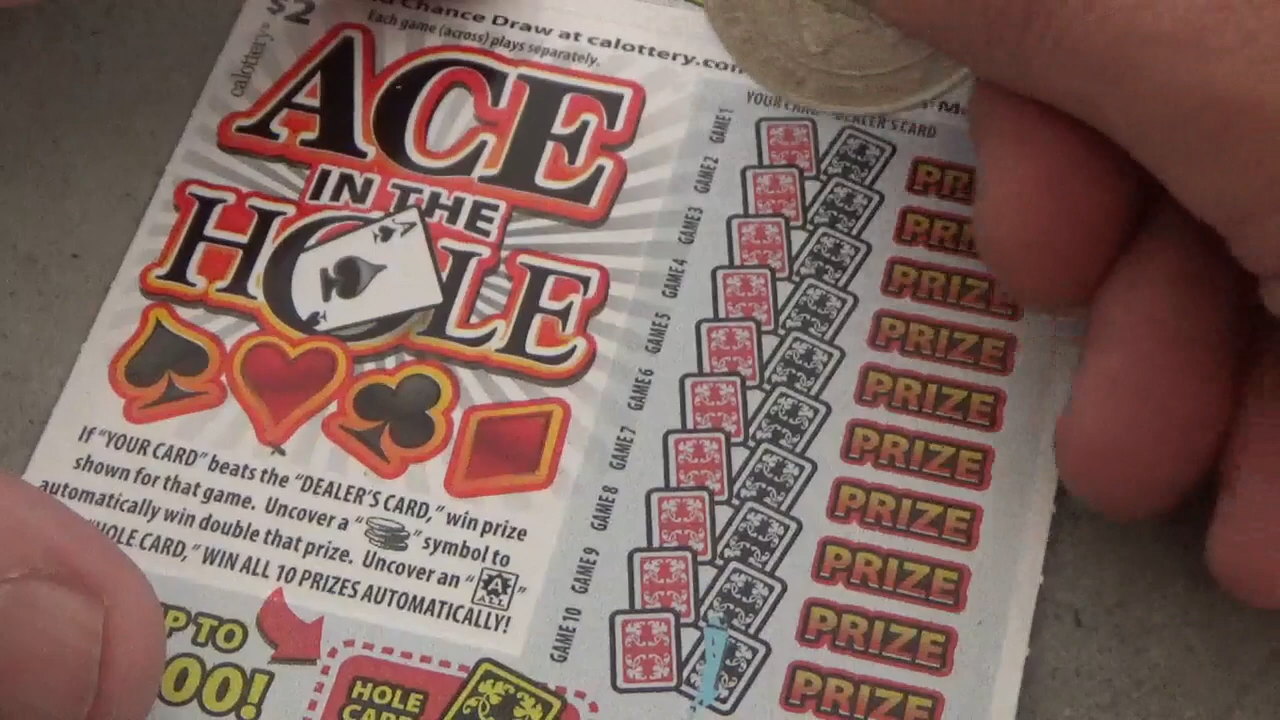 $2
Chance Draw at calottery.com
Each game (across) plays separately.
calottery
ACE
IN THE
HOLE
A
If "YOUR CARD" beats the "DEALER'S CARD," win prize
shown for that game. Uncover a " " symbol to
automatically win double that prize. Uncover an " A ALL "
"HOLE CARD," WIN ALL 10 PRIZES AUTOMATICALLY!
UP TO
00!
HOLE
CARD
YOUR CARD DEALER'S CARD
GAME 1
GAME 2
GAME 3
PRIZE
GAME 4
PRIZE
GAME 5
PRIZE
GAME 6
PRIZE
GAME 7
PRIZE
GAME 8
PRIZE
GAME 9
PRIZE
GAME 10
PRIZE